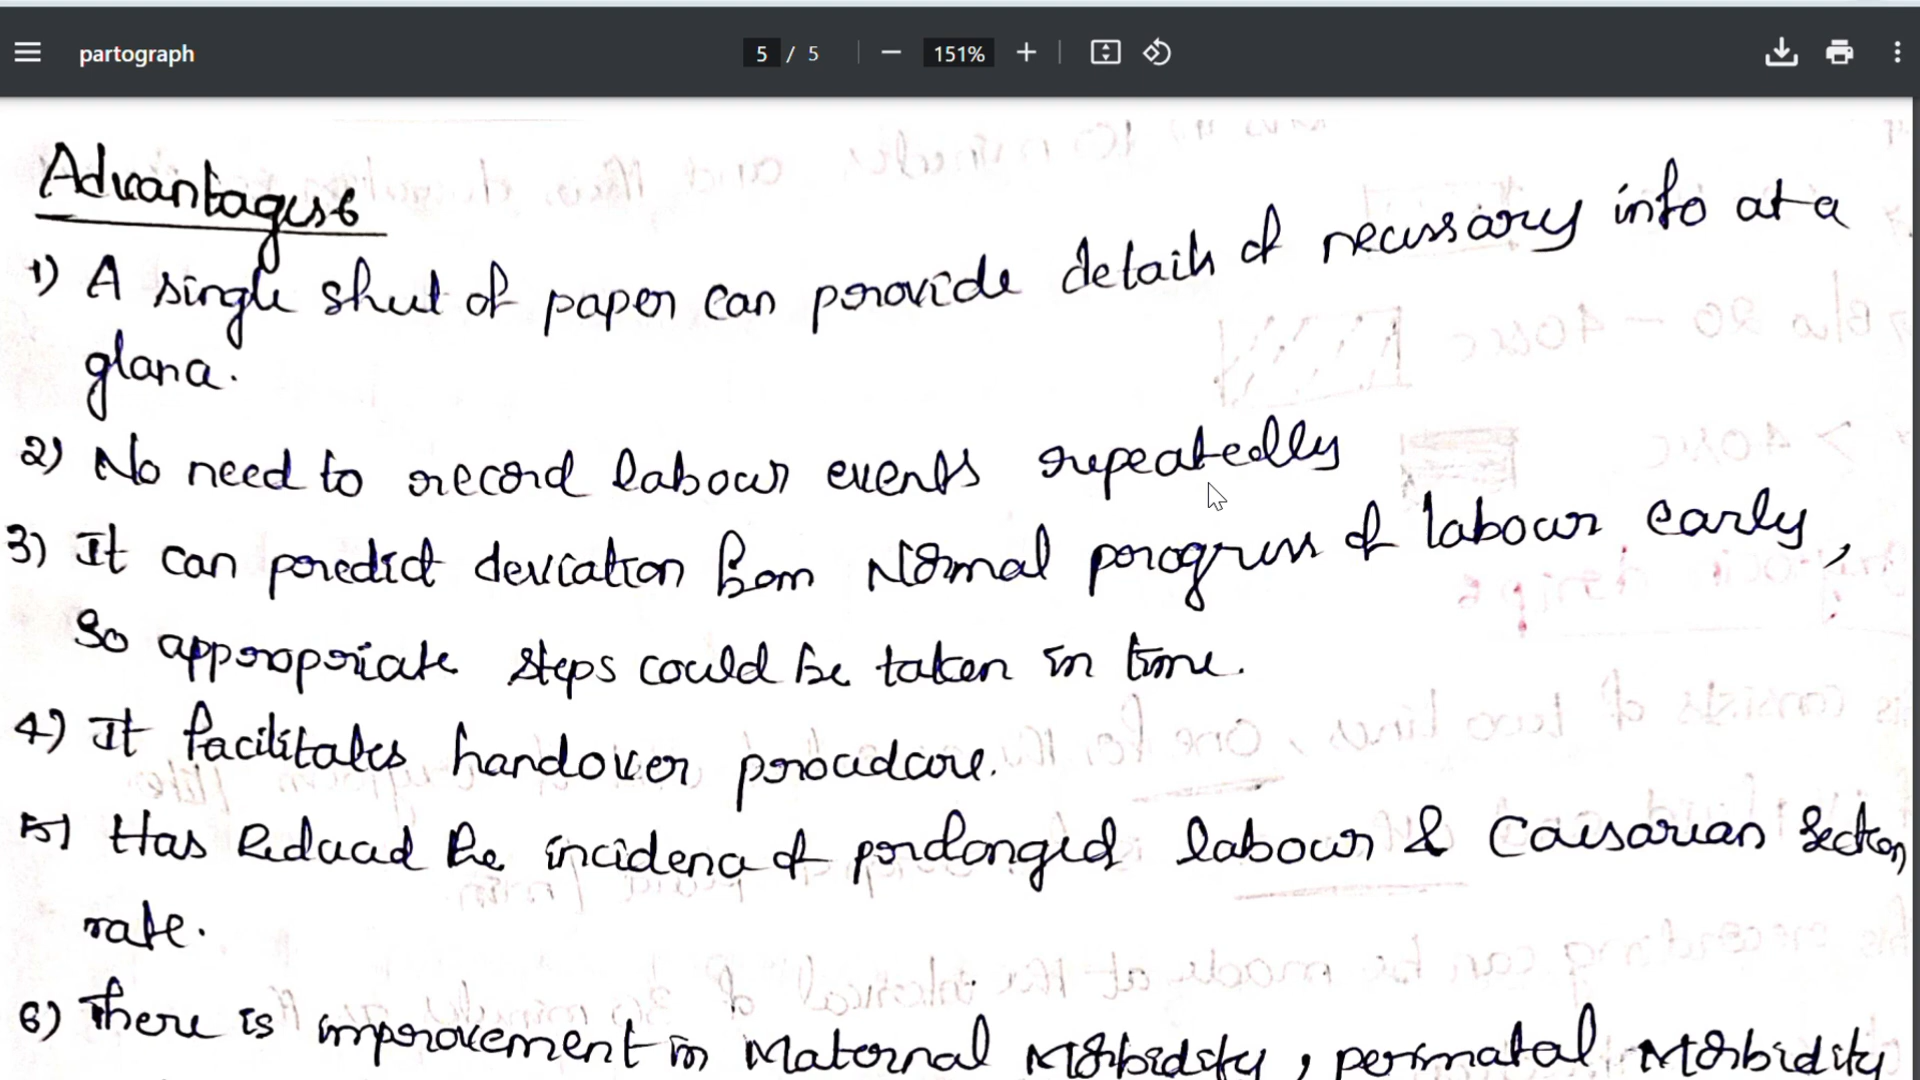 partograph
5 / 5
151%
Advantages
1) A single sheet of paper can provide details of necessary info at a
glance.
2) No need to record labour events repeatedly
3) It can predict deviation from Normal progress of labour early,
So appropriate steps could be taken in time.
4) It facilitates handover procedure.
5) Has Reduced the incidence of prolonged labour & Caesarian Section
rate.
6) There is improvement in Maternal Morbidity, perinatal Morbidity